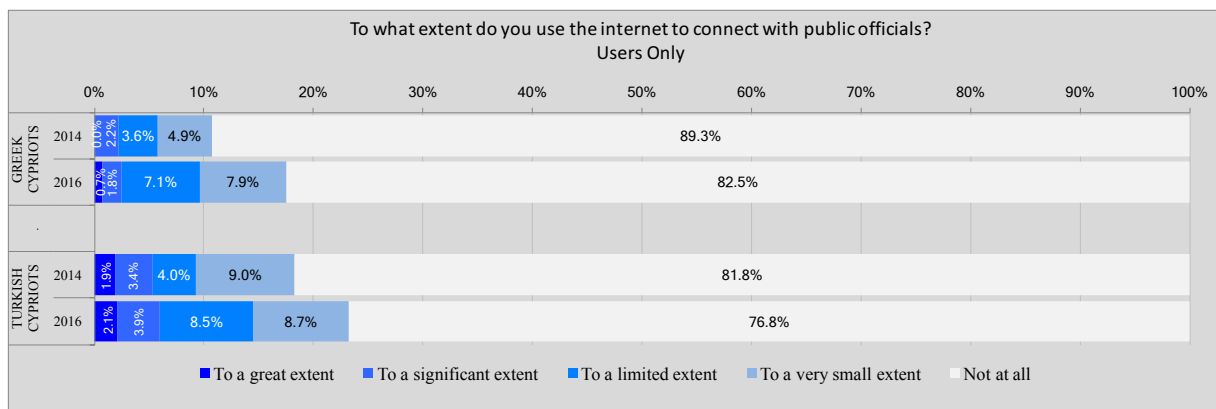 To what extent do you use the internet to connect with public officials?
Users Only
0% 10% 20% 30% 40% 50% 60% 70% 80% 90% 100%
GREEK CYPRIOTS
2014 0.0% 2.2% 3.6% 4.9% 89.3%
2016 0.7% 1.8% 7.1% 7.9% 82.5%
.
TURKISH CYPRIOTS
2014 1.9% 3.4% 4.0% 9.0% 81.8%
2016 2.1% 3.9% 8.5% 8.7% 76.8%
To a great extent To a significant extent To a limited extent To a very small extent Not at all